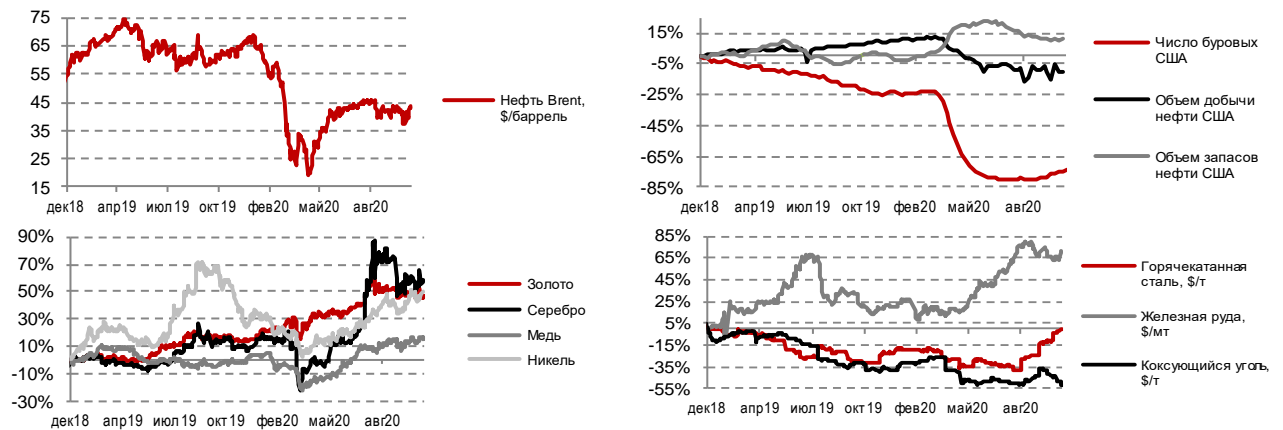 75
65
55
45
35
25
15
дек18 апр19 июл19 окт19 фев20 май20 авг20
Нефть Brent,
$/баррель
15%
-5%
-25%
-45%
-65%
-85%
дек18 апр19 июл19 окт19 фев20 май20 авг20
Число буровых
США
Объем добычи
нефти США
Объем запасов
нефти США
90%
70%
50%
30%
10%
-10%
-30%
дек18 апр19 июл19 окт19 фев20 май20 авг20
Золото
Серебро
Медь
Никель
85%
65%
45%
25%
5%
-15%
-35%
-55%
дек18 апр19 июл19 окт19 фев20 май20 авг20
Горячекатанная
сталь, $/т
Железная руда,
$/мт
Коксующийся уголь,
$/т